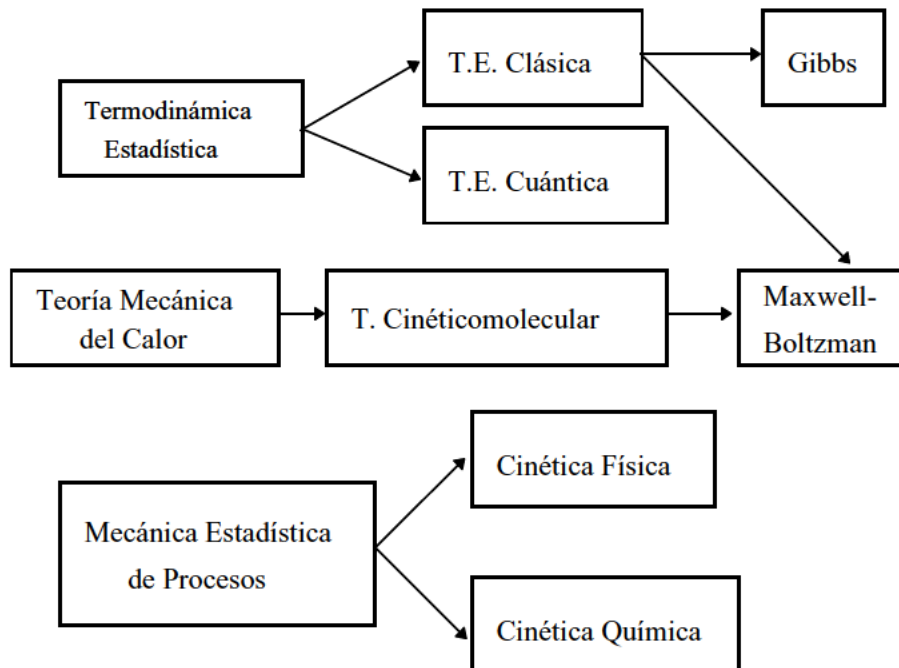 T.E. Clásica
Gibbs
Termodinámica
Estadística
T.E. Cuántica
Teoría Mecánica
del Calor
T. Cinéticomolecular
Maxwell-
Boltzman
Cinética Física
Mecánica Estadística
de Procesos
Cinética Química